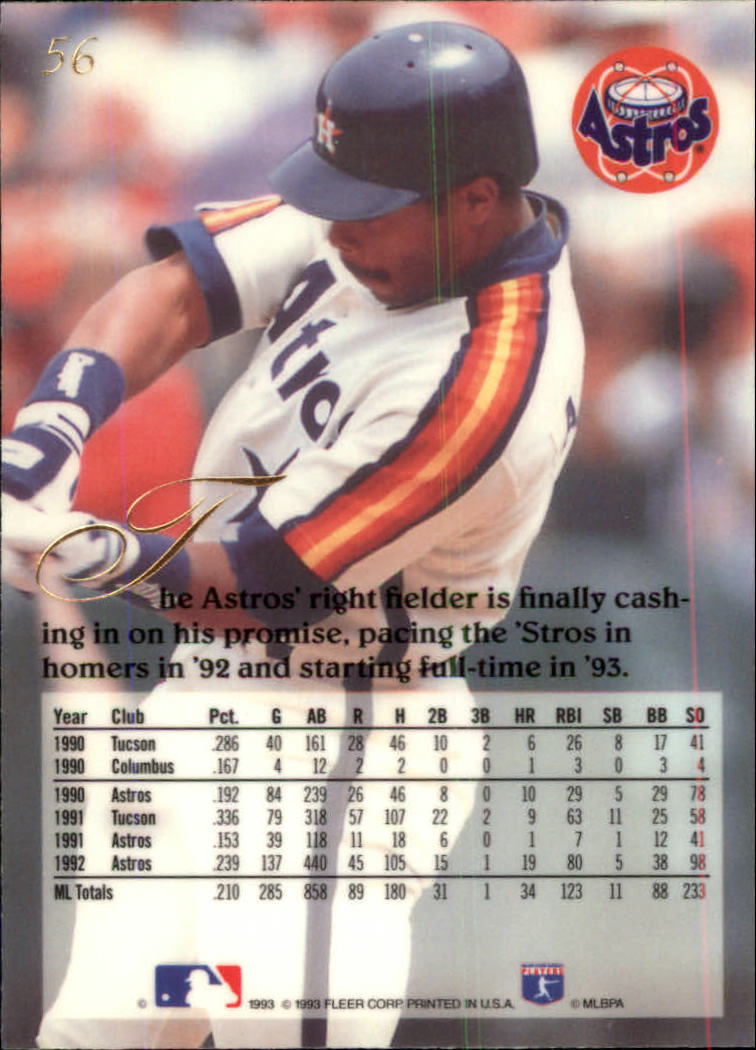 56
Astros
H
Astro
The Astros' right fielder is finally cash-
ing in on his promise, pacing the 'Stros in
homers in '92 and starting full-time in '93.
Year Club Pct. G AB R H 2B 3B HR RBI SB BB SO
1990 Tucson .286 40 161 28 46 10 2 6 26 8 17 41
1990 Columbus .167 4 12 2 2 0 0 1 3 0 3 4
1990 Astros .192 84 239 26 46 8 0 10 29 5 29 78
1991 Tucson .336 79 318 57 107 22 2 9 63 11 25 58
1991 Astros .153 39 118 11 18 6 0 1 7 1 12 41
1992 Astros .239 137 440 45 105 15 1 19 80 5 38 98
ML Totals .210 285 858 89 180 31 1 34 123 11 88 233
PLAYERS
© 1993 © 1993 FLEER CORP. PRINTED IN U.S.A. © MLBPA